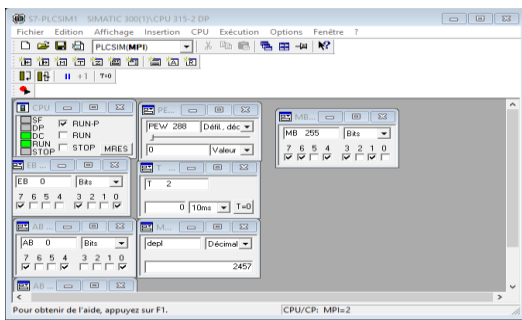 S7-PLCSIM1 SIMATIC 300(1)\CPU 315-2 DP
Fichier Edition Affichage Insertion CPU Exécution Options Fenêtre ?
PLCSIM(MPI)
+1 T=0
CPU
SF
DP
DC
RUN
STOP
RUN-P
RUN
STOP MRES
PE...
PEW 288 Défil., déc
0 Valeur
MB...
MB 255 Bits
7 6 5 4 3 2 1 0
EB ...
EB 0 Bits
7 6 5 4 3 2 1 0
T ...
T 2
0 10ms T=0
AB ...
AB 0 Bits
7 6 5 4 3 2 1 0
M...
depl Décimal
2457
AB ...
Pour obtenir de l'aide, appuyez sur F1. CPU/CP: MPI=2